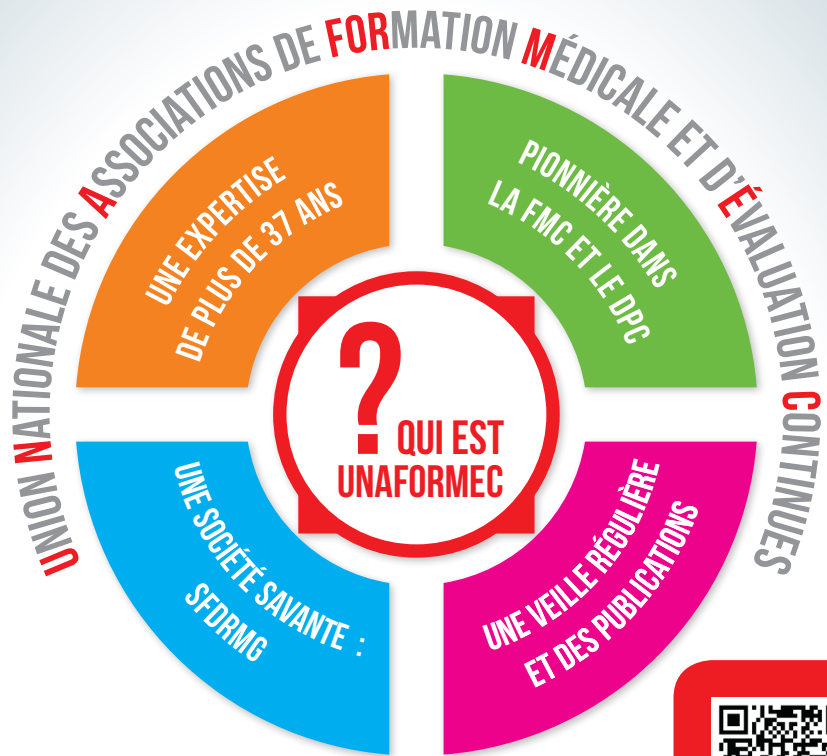 UNION NATIONALE DES ASSOCIATIONS DE FORMATION MÉDICALE ET D'ÉVALUATION CONTINUES
UNE EXPERTISE
DE PLUS DE 37 ANS
PIONNIÈRE DANS
LA FMC ET LE DPC
? QUI EST
UNAFORMEC
UNE SOCIÉTÉ SAVANTE :
SFDRMG
UNE VEILLE RÉGULIÈRE
ET DES PUBLICATIONS